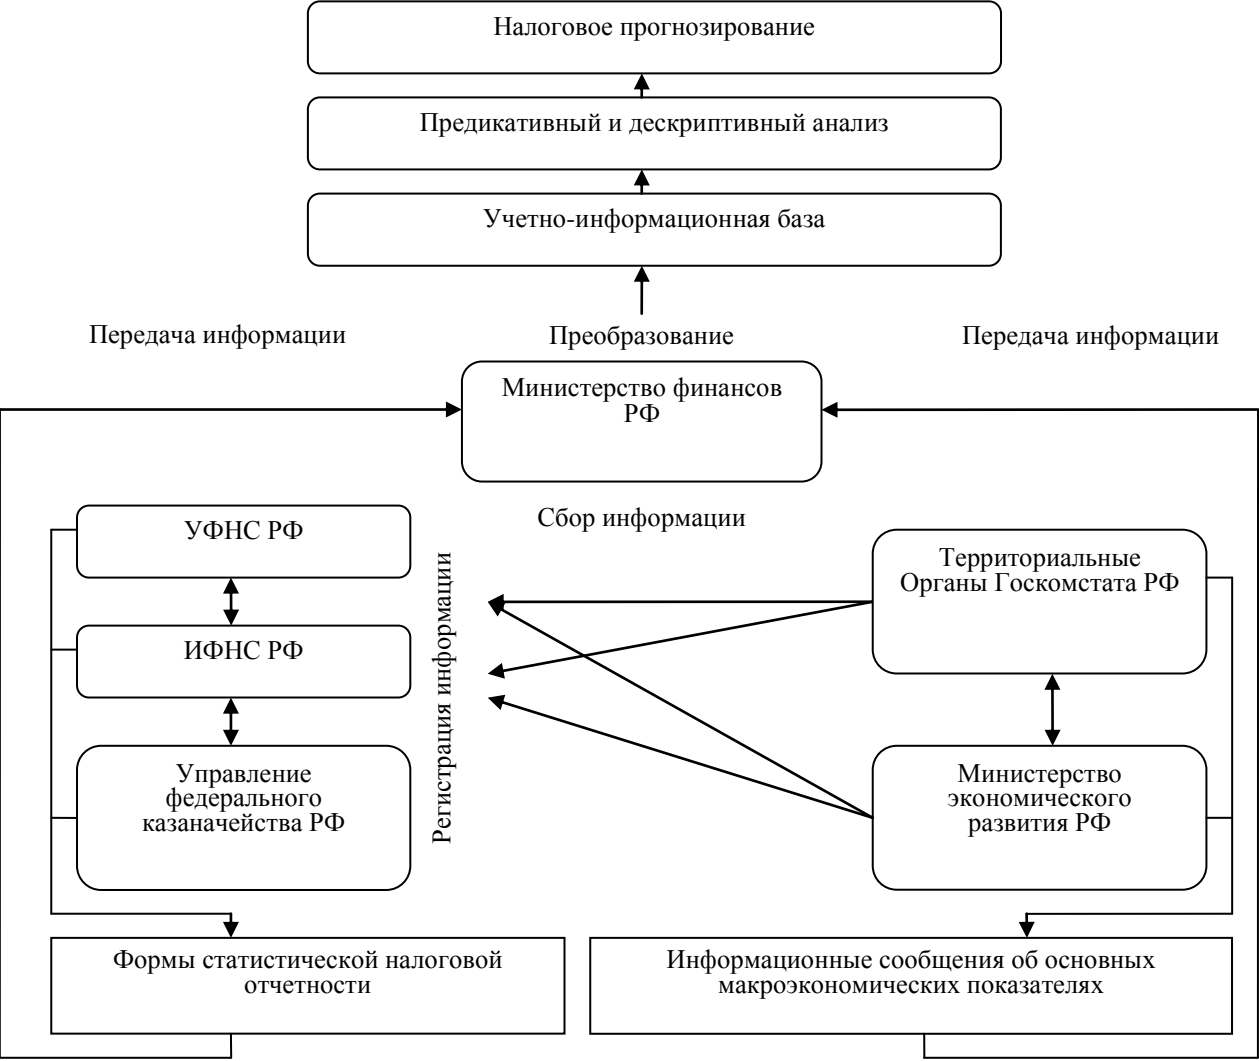 Налоговое прогнозирование
Предикативный и дескриптивный анализ
Учетно-информационная база
Передача информации
Преобразование
Передача информации
Министерство финансов
РФ
Сбор информации
УФНС РФ
ИФНС РФ
Управление
федерального
казаначейства РФ
Регистрация информации
Территориальные
Органы Госкомстата РФ
Министерство
экономического
развития РФ
Формы статистической налоговой
отчетности
Информационные сообщения об основных
макроэкономических показателях